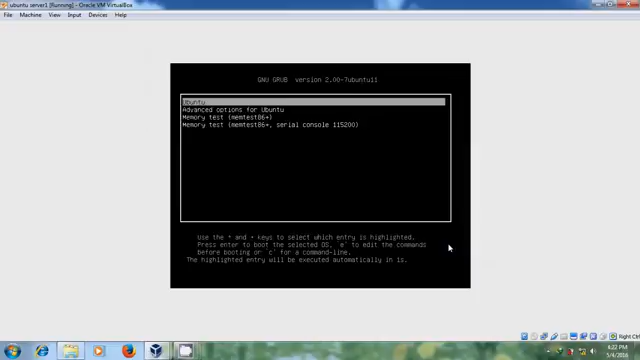 ubuntu server1 [Running] - Oracle VM VirtualBox
File Machine View Input Devices Help
GNU GRUB version 2.00-7ubuntu11
Ubuntu
Advanced options for Ubuntu
Memory test (memtest86+)
Memory test (memtest86+, serial console 115200)
Use the ↑ and ↓ keys to select which entry is highlighted.
Press enter to boot the selected OS, `e' to edit the commands
before booting or `c' for a command-line.
The highlighted entry will be executed automatically in 1s.
Right Ctrl
4:22 PM
5/4/2016